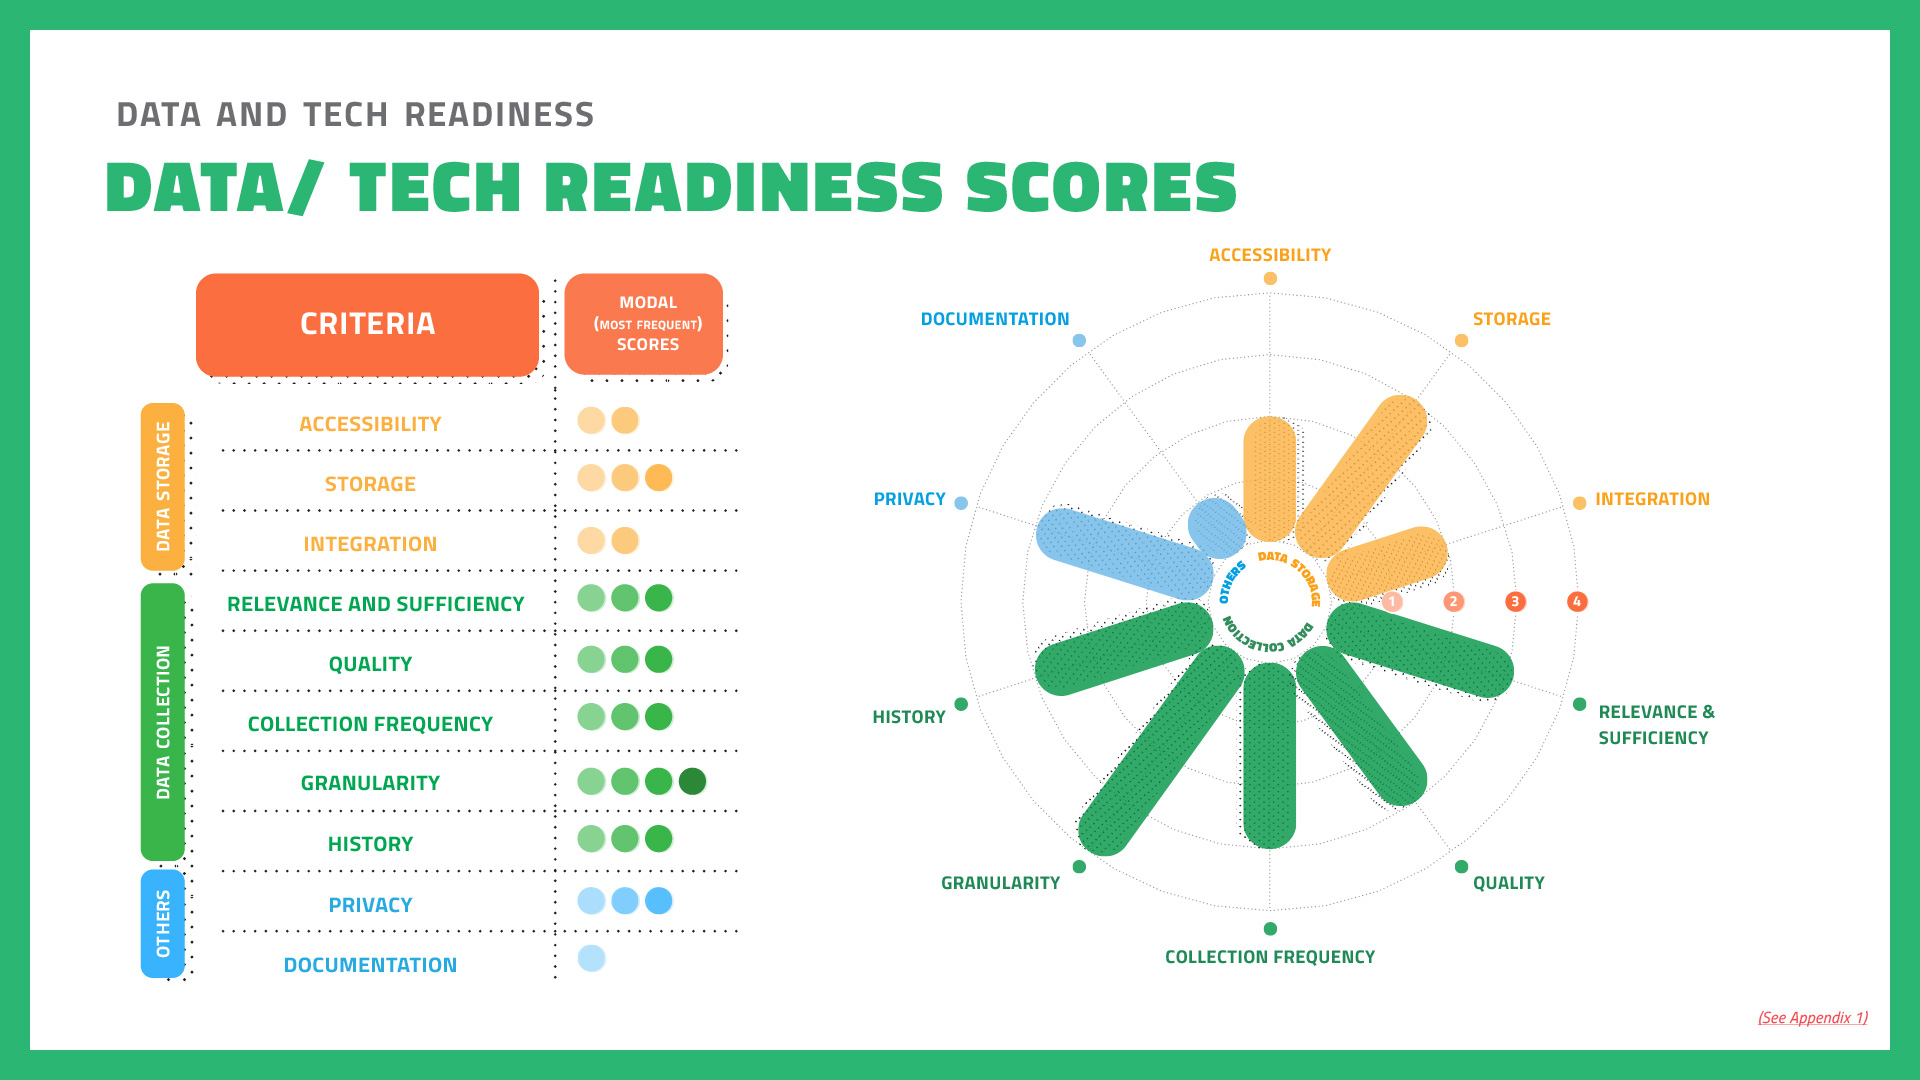 DATA AND TECH READINESS
DATA/ TECH READINESS SCORES
CRITERIA
MODAL
(MOST FREQUENT)
SCORES
DATA STORAGE
ACCESSIBILITY
STORAGE
INTEGRATION
DATA COLLECTION
RELEVANCE AND SUFFICIENCY
QUALITY
COLLECTION FREQUENCY
GRANULARITY
HISTORY
OTHERS
PRIVACY
DOCUMENTATION
ACCESSIBILITY
STORAGE
INTEGRATION
RELEVANCE &
SUFFICIENCY
QUALITY
COLLECTION FREQUENCY
GRANULARITY
HISTORY
PRIVACY
DOCUMENTATION
DATA STORAGE
DATA COLLECTION
OTHERS
1
2
3
4
(See Appendix 1)